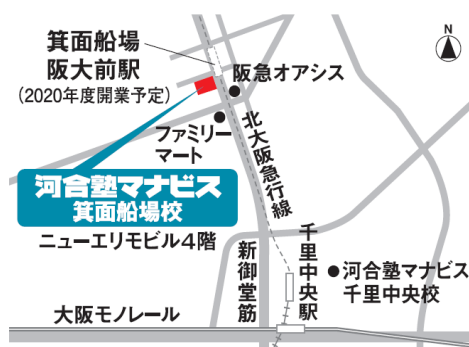 箕面船場
阪大前駅
(2020年度開業予定)
N
阪急オアシス
ファミリー
マート
北大阪急行線
河合塾マナビス
箕面船場校
ニューエリモビル4階
新御堂筋
千里中央駅
河合塾マナビス
千里中央校
大阪モノレール